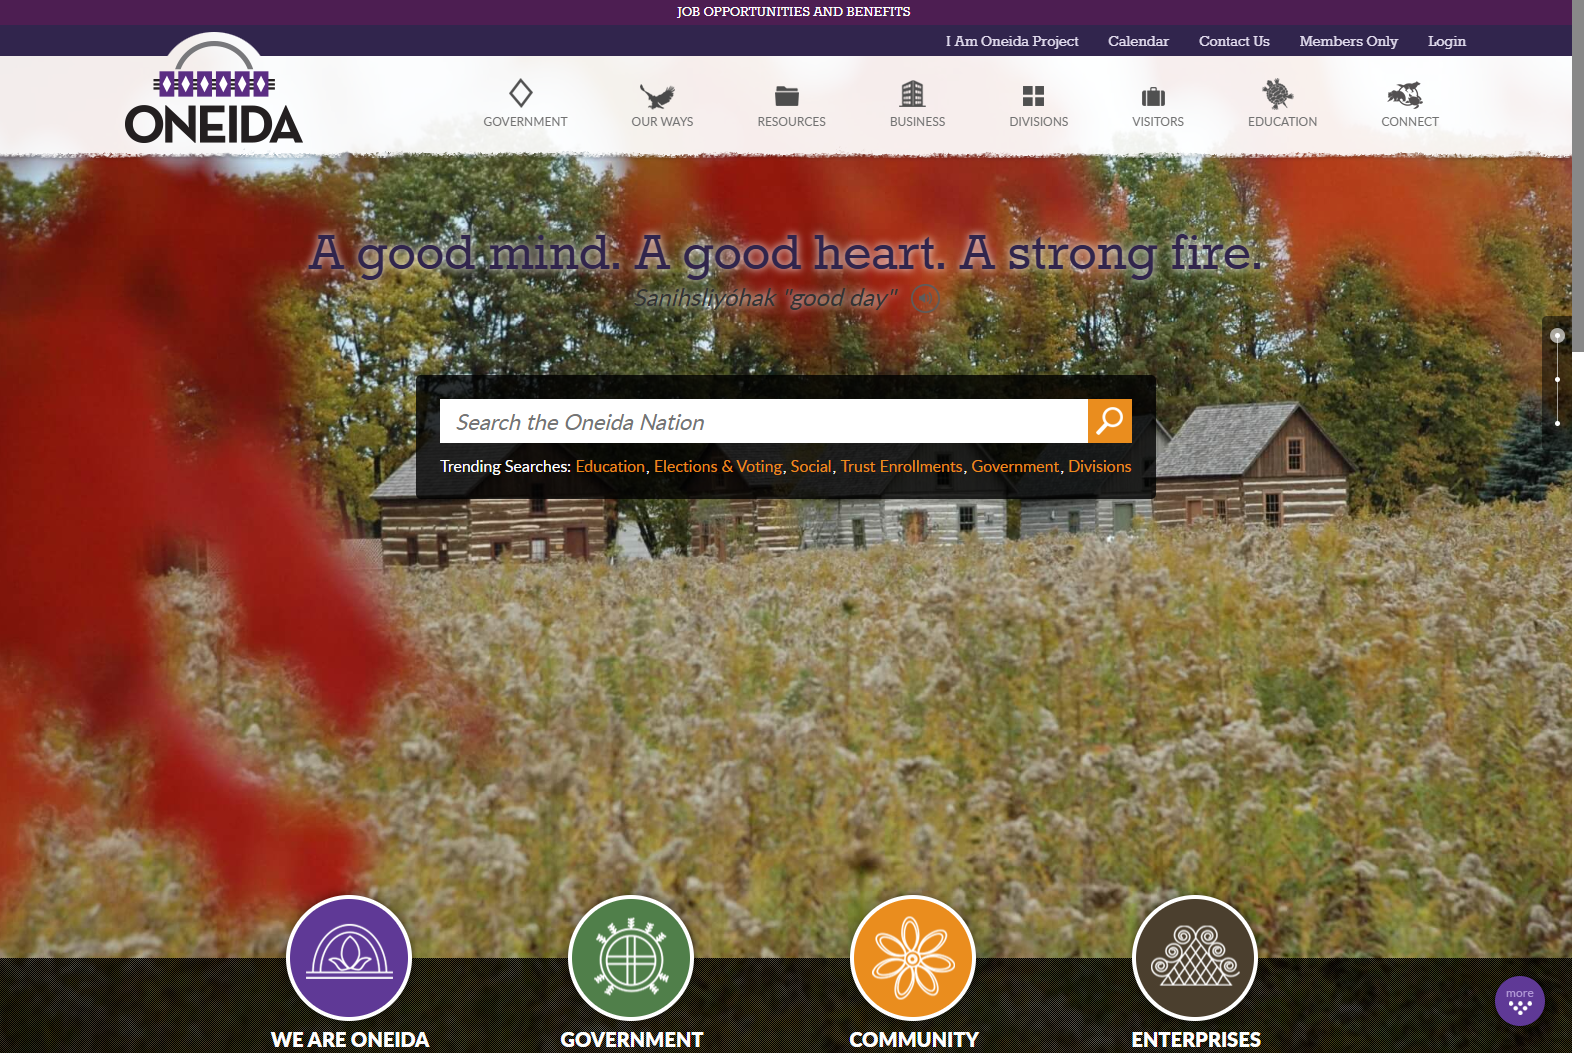 JOB OPPORTUNITIES AND BENEFITS
I Am Oneida Project Calendar Contact Us Members Only Login
ONEIDA
GOVERNMENT OUR WAYS RESOURCES BUSINESS DIVISIONS VISITORS EDUCATION CONNECT
A good mind. A good heart. A strong fire.
Sanihsliyóhak "good day"
Search the Oneida Nation
Trending Searches: Education, Elections & Voting, Social, Trust Enrollments, Government, Divisions
more
WE ARE ONEIDA GOVERNMENT COMMUNITY ENTERPRISES